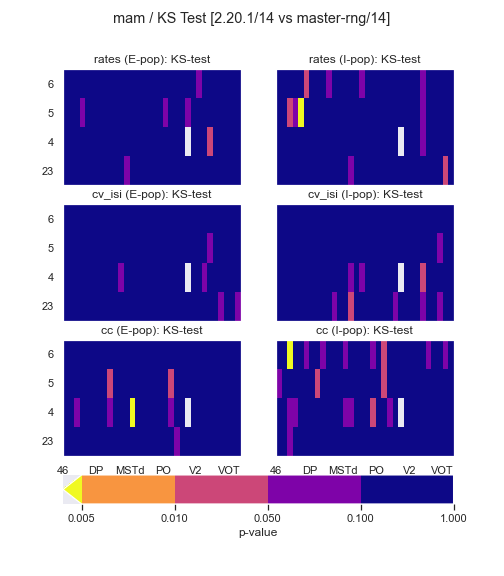 mam / KS Test [2.20.1/14 vs master-rng/14]
rates (E-pop): KS-test
rates (I-pop): KS-test
6
5
4
23
cv_isi (E-pop): KS-test
cv_isi (I-pop): KS-test
6
5
4
23
cc (E-pop): KS-test
cc (I-pop): KS-test
6
5
4
23
46 DP MSTd PO V2 VOT
46 DP MSTd PO V2 VOT
0.005 0.010 0.050 0.100 1.000
p-value